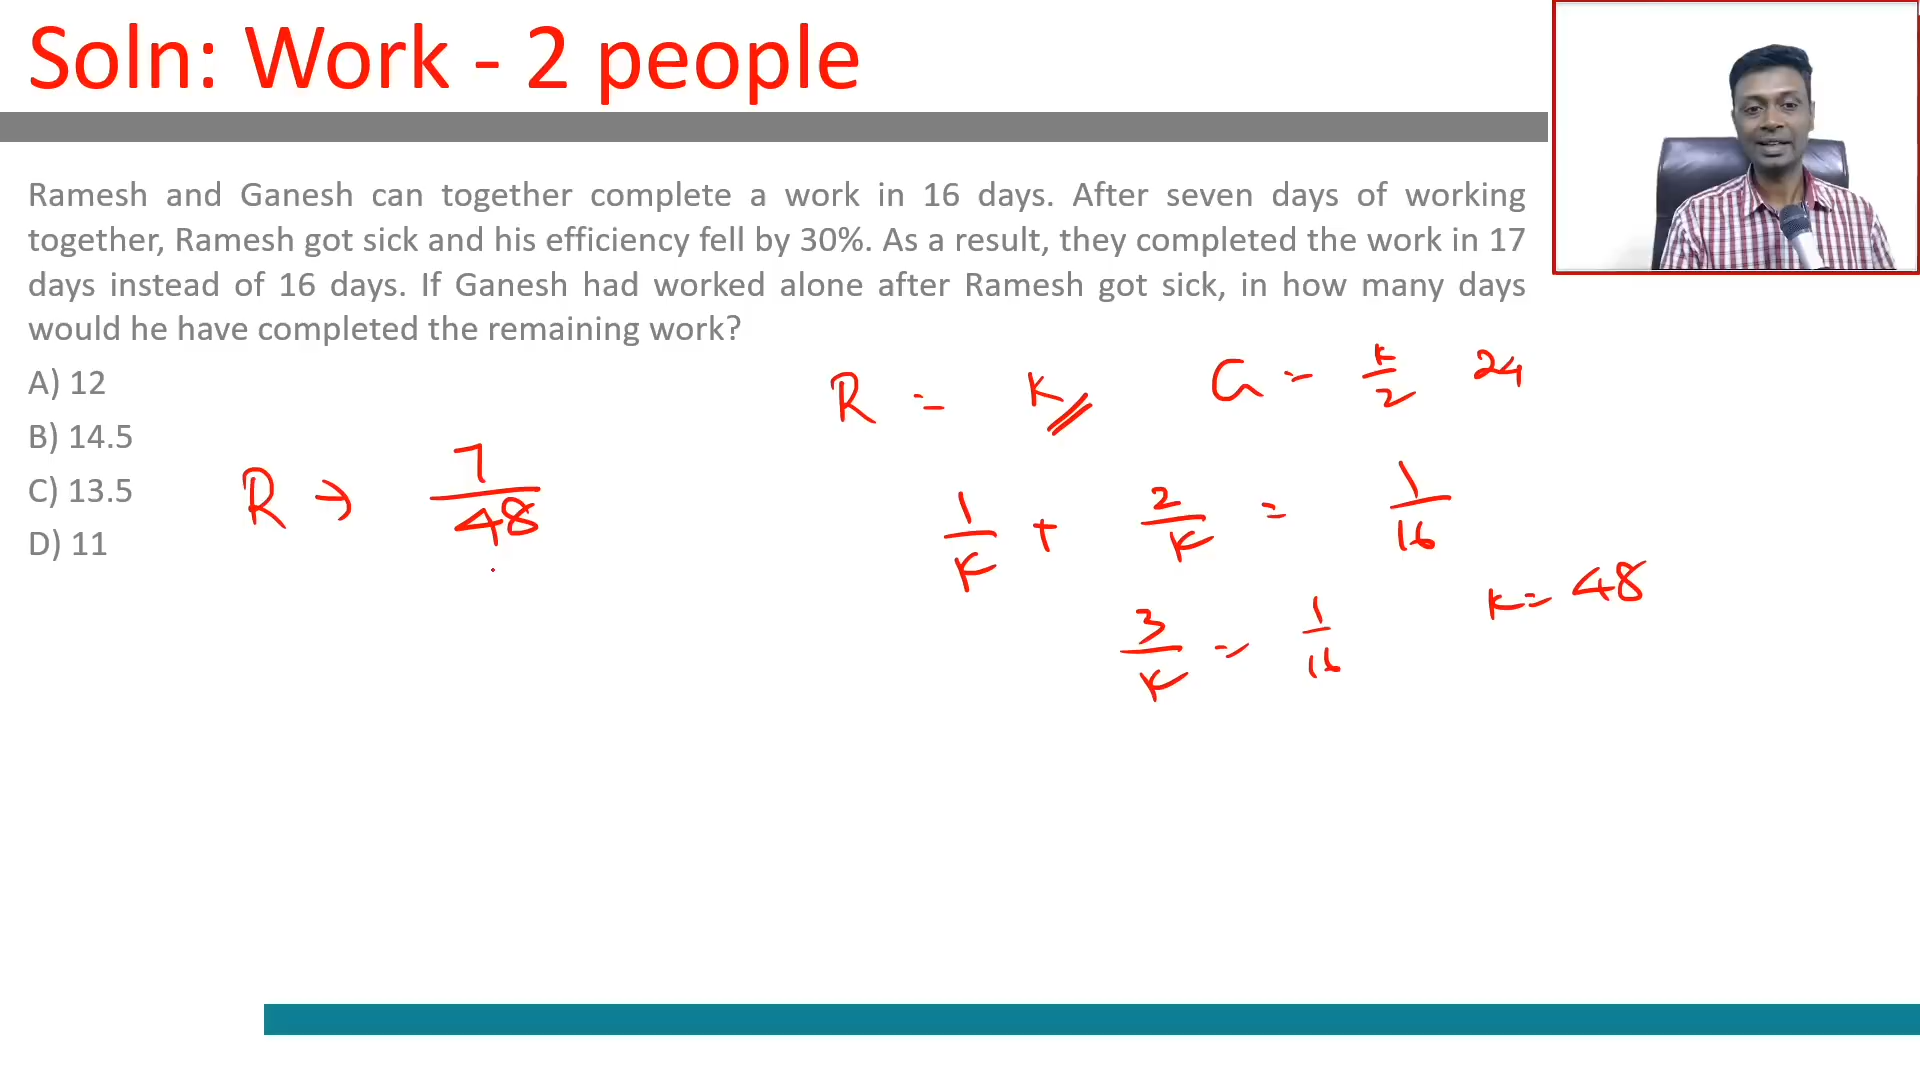 Soln: Work - 2 people
Ramesh and Ganesh can together complete a work in 16 days. After seven days of working
together, Ramesh got sick and his efficiency fell by 30%. As a result, they completed the work in 17
days instead of 16 days. If Ganesh had worked alone after Ramesh got sick, in how many days
would he have completed the remaining work?
A) 12
B) 14.5
C) 13.5
D) 11
R = K G = K/2 24
R → 7/48
1/K + 2/K = 1/16
3/K = 1/16 K = 48